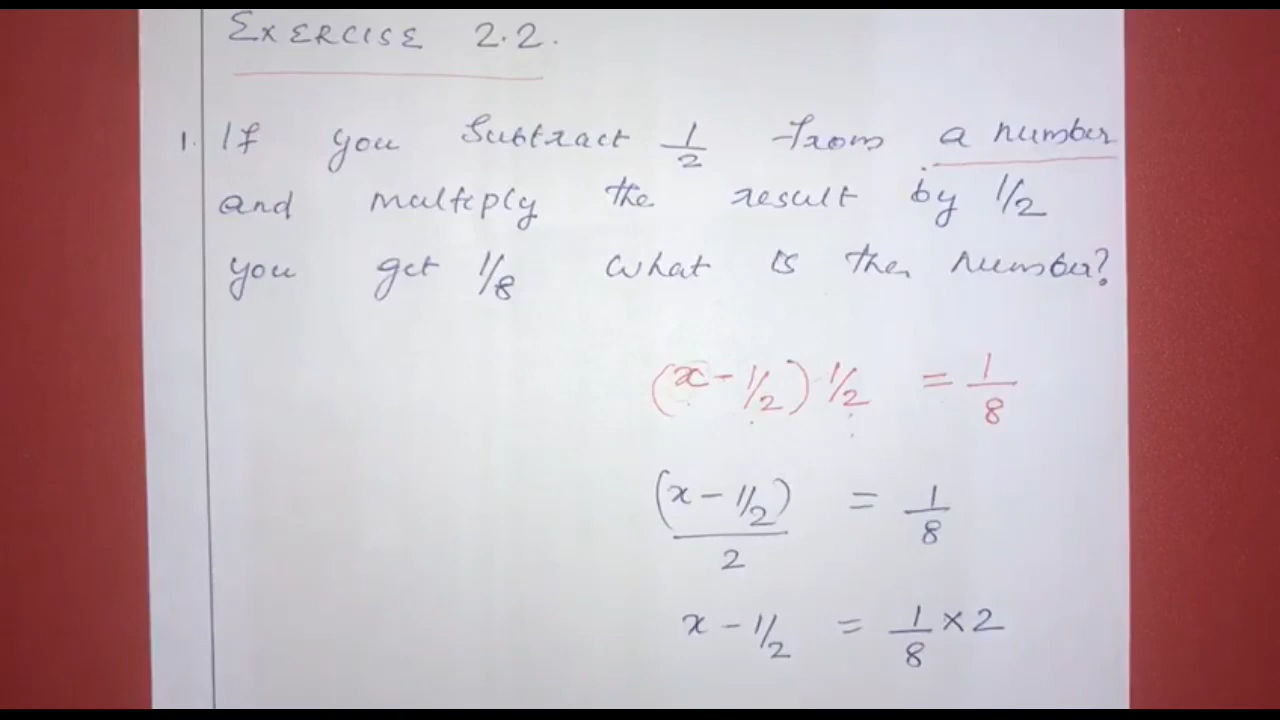 EXERCISE 2.2.
1. If you Subtract 1/2 from a number
and multiply the result by 1/2
you get 1/8 what is the number?
(x - 1/2) 1/2 = 1/8
(x - 1/2)/2 = 1/8
x - 1/2 = 1/8 × 2